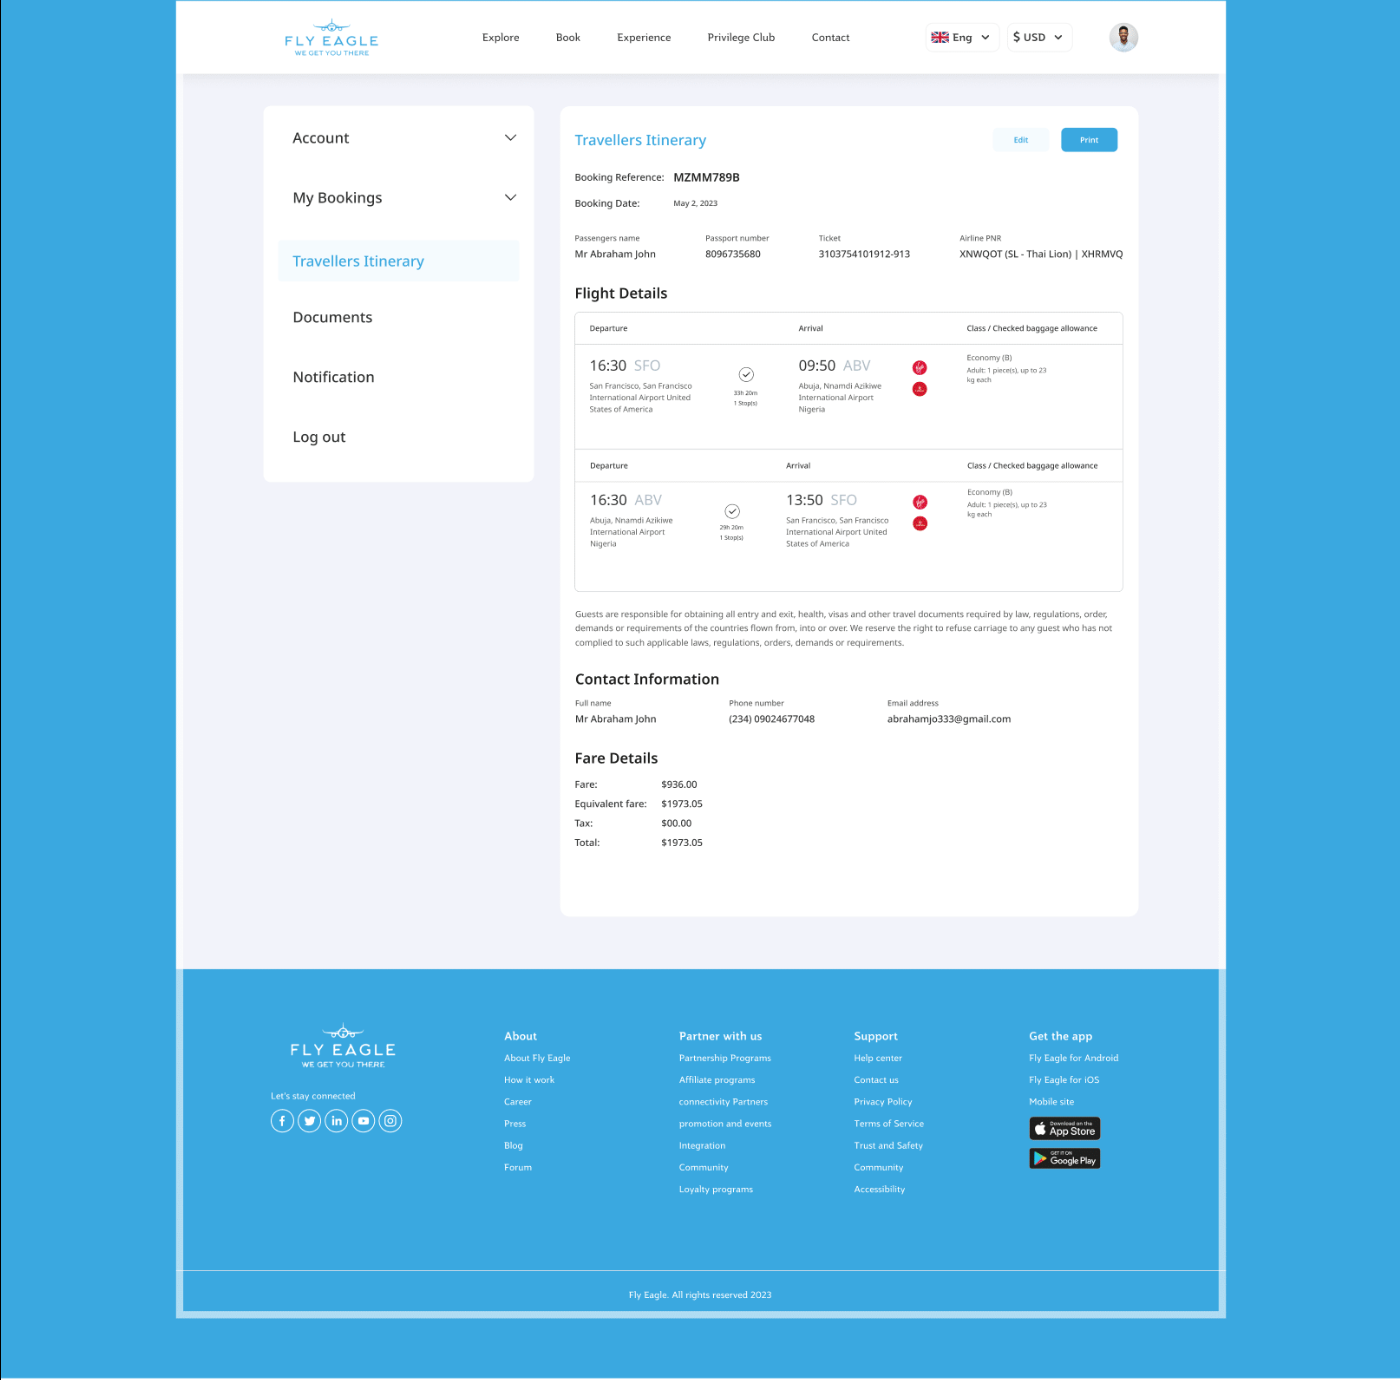 FLY EAGLE
WE GET YOU THERE
Explore
Book
Experience
Privilege Club
Contact
Eng
$ USD
Account
My Bookings
Travellers Itinerary
Documents
Notification
Log out
Travellers Itinerary
Edit
Print
Booking Reference: MZMM789B
Booking Date: May 2, 2023
Passengers name
Passport number
Ticket
Airline PNR
Mr Abraham John
8096735680
3103754101912-913
XNWQOT (SL - Thai Lion) | XHRMVQ
Flight Details
Departure
Arrival
Class / Checked baggage allowance
16:30 SFO
San Francisco, San Francisco
International Airport United
States of America
33h 20m
1 Stop(s)
09:50 ABV
Abuja, Nnamdi Azikiwe
International Airport
Nigeria
Economy (B)
Adult: 1 piece(s), up to 23
kg each
Departure
Arrival
Class / Checked baggage allowance
16:30 ABV
Abuja, Nnamdi Azikiwe
International Airport
Nigeria
29h 20m
1 Stop(s)
13:50 SFO
San Francisco, San Francisco
International Airport United
States of America
Economy (B)
Adult: 1 piece(s), up to 23
kg each
Guests are responsible for obtaining all entry and exit, health, visas and other travel documents required by law, regulations, order,
demands or requirements of the countries flown from, into or over. We reserve the right to refuse carriage to any guest who has not
complied to such applicable laws, regulations, orders, demands or requirements.
Contact Information
Full name
Phone number
Email address
Mr Abraham John
(234) 09024677048
abrahamjo333@gmail.com
Fare Details
Fare: $936.00
Equivalent fare: $1973.05
Tax: $00.00
Total: $1973.05
FLY EAGLE
WE GET YOU THERE
Let's stay connected
About
About Fly Eagle
How it work
Career
Press
Blog
Forum
Partner with us
Partnership Programs
Affiliate programs
connectivity Partners
promotion and events
Integration
Community
Loyalty programs
Support
Help center
Contact us
Privacy Policy
Terms of Service
Trust and Safety
Community
Accessibility
Get the app
Fly Eagle for Android
Fly Eagle for iOS
Mobile site
Download on the
App Store
GET IT ON
Google Play
Fly Eagle. All rights reserved 2023